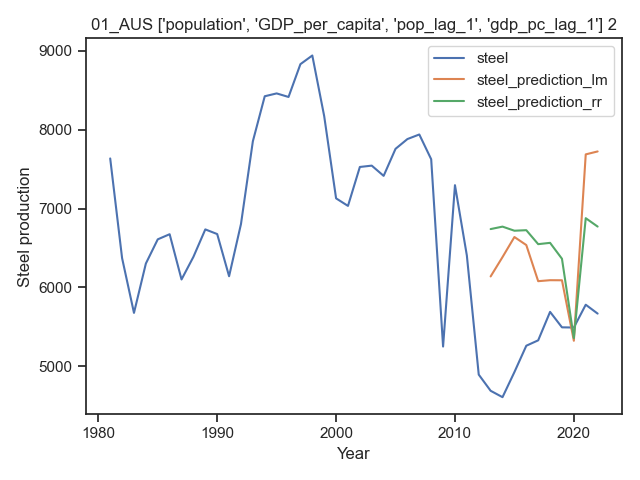 01_AUS ['population', 'GDP_per_capita', 'pop_lag_1', 'gdp_pc_lag_1'] 2
steel
steel_prediction_lm
steel_prediction_rr
Steel production
9000
8000
7000
6000
5000
1980
1990
2000
2010
2020
Year